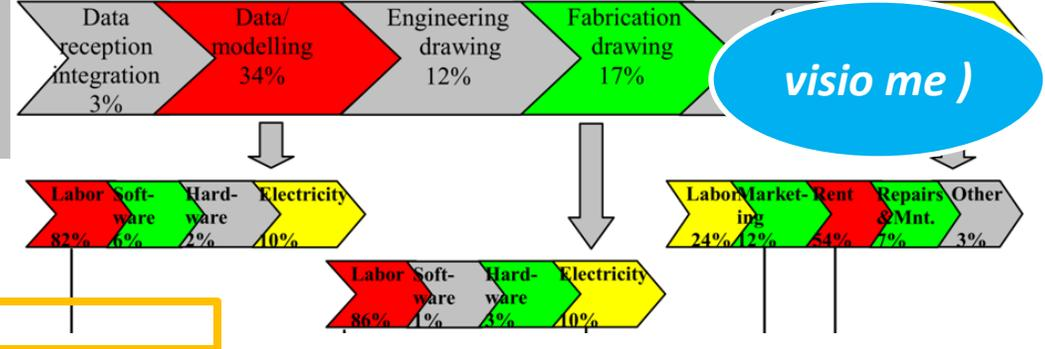 Data
reception
integration
3%
Data/
modelling
34%
Engineering
drawing
12%
Fabrication
drawing
17%
visio me )
Labor
82%
Soft-
ware
6%
Hard-
ware
2%
Electricity
10%
Labor
24%
Market-
ing
12%
Rent
54%
Repairs
&Mnt.
7%
Other
3%
Labor
86%
Soft-
ware
1%
Hard-
ware
3%
Electricity
10%